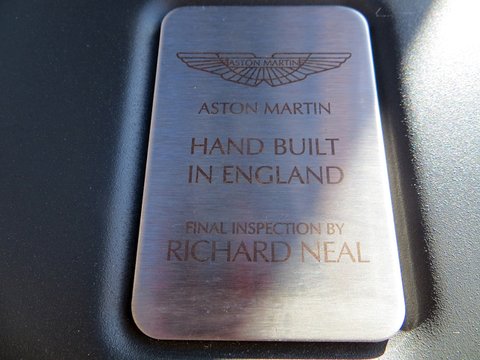 ASTON MARTIN
ASTON MARTIN
HAND BUILT
IN ENGLAND
FINAL INSPECTION BY
RICHARD NEAL